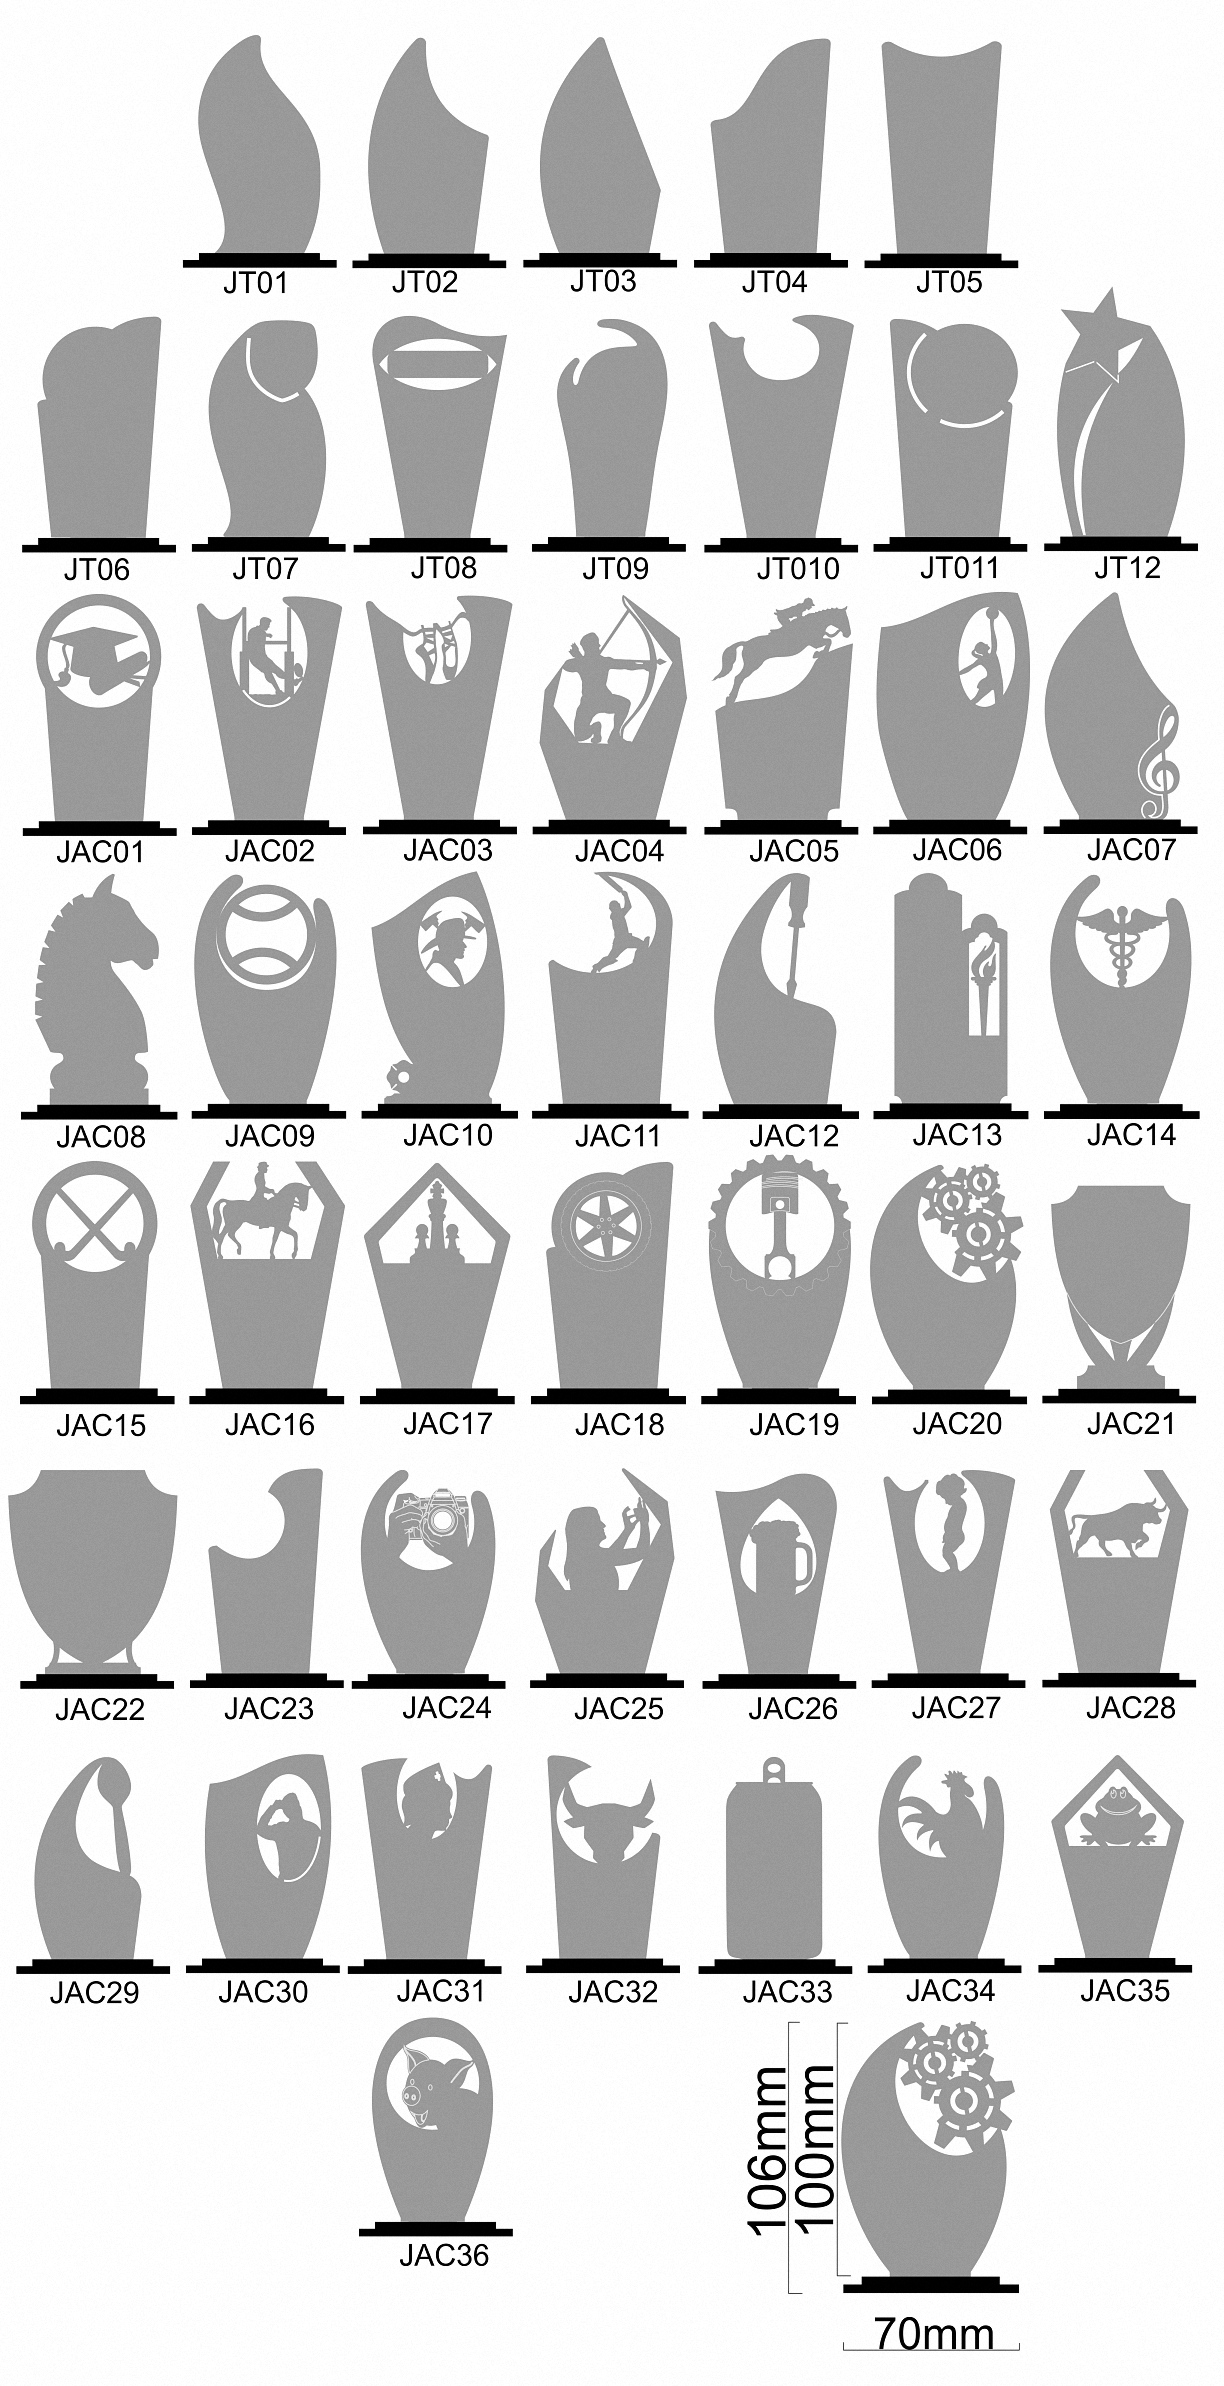 JT01 JT02 JT03 JT04 JT05
JT06 JT07 JT08 JT09 JT010 JT011 JT12
JAC01 JAC02 JAC03 JAC04 JAC05 JAC06 JAC07
JAC08 JAC09 JAC10 JAC11 JAC12 JAC13 JAC14
JAC15 JAC16 JAC17 JAC18 JAC19 JAC20 JAC21
JAC22 JAC23 JAC24 JAC25 JAC26 JAC27 JAC28
JAC29 JAC30 JAC31 JAC32 JAC33 JAC34 JAC35
JAC36
106mm
100mm
70mm